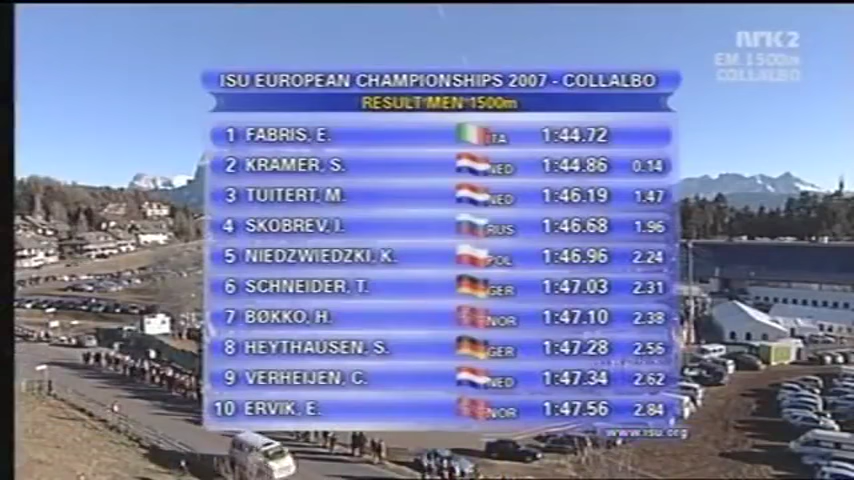 NRK2
EM 1500m
COLLALBO
ISU EUROPEAN CHAMPIONSHIPS 2007 - COLLALBO
RESULT MEN 1500m
1 FABRIS, E. ITA 1:44.72
2 KRAMER, S. NED 1:44.86 0.14
3 TUITERT, M. NED 1:46.19 1.47
4 SKOBREV, I. RUS 1:46.68 1.96
5 NIEDZWIEDZKI, K. POL 1:46.96 2.24
6 SCHNEIDER, T. GER 1:47.03 2.31
7 BØKKO, H. NOR 1:47.10 2.38
8 HEYTHAUSEN, S. GER 1:47.28 2.56
9 VERHEIJEN, C. NED 1:47.34 2.62
10 ERVIK, E. NOR 1:47.56 2.84
www.isu.org